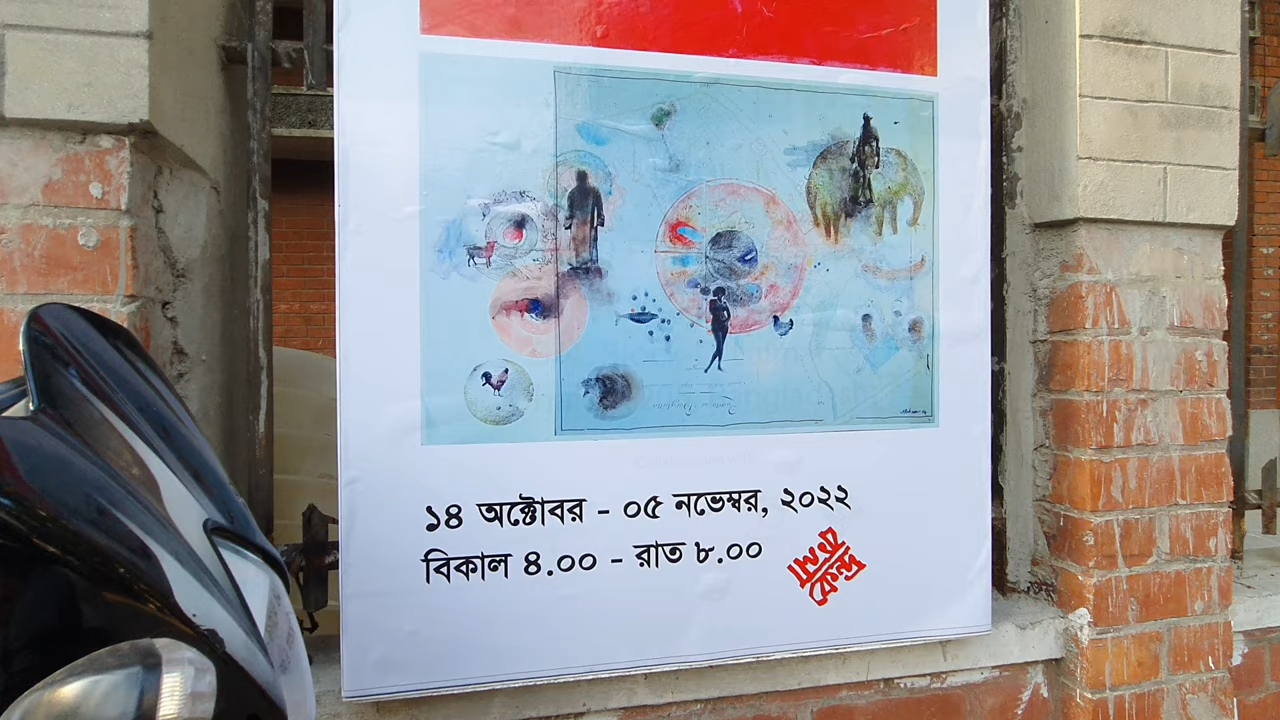 ১৪ অক্টোবর - ০৫ নভেম্বর, ২০২২
বিকাল ৪.০০ - রাত ৮.০০
কেন্দ্র